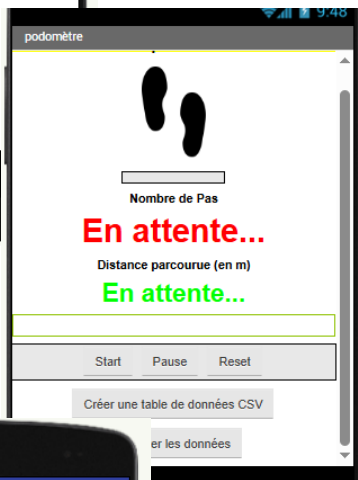 9:48
podomètre
Nombre de Pas
En attente...
Distance parcourue (en m)
En attente...
Start Pause Reset
Créer une table de données CSV
er les données